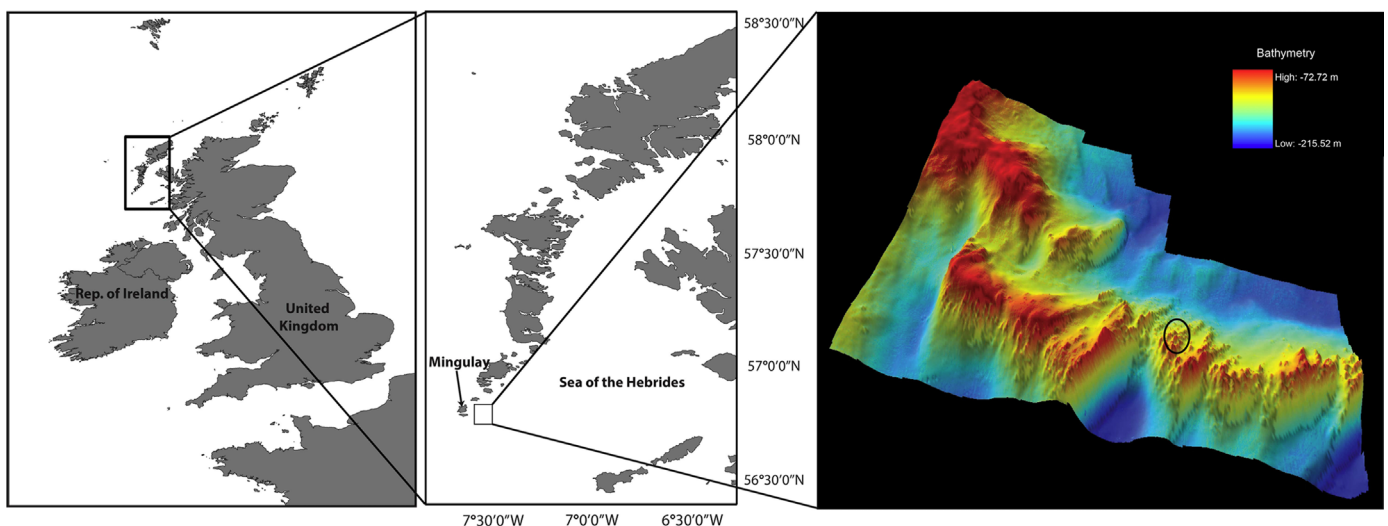 Rep. of Ireland
United
Kingdom
Mingulay
Sea of the Hebrides
58°30'0"N
58°0'0"N
57°30'0"N
57°0'0"N
56°30'0"N
7°30'0"W
7°0'0"W
6°30'0"W
Bathymetry
High: -72.72 m
Low: -215.52 m